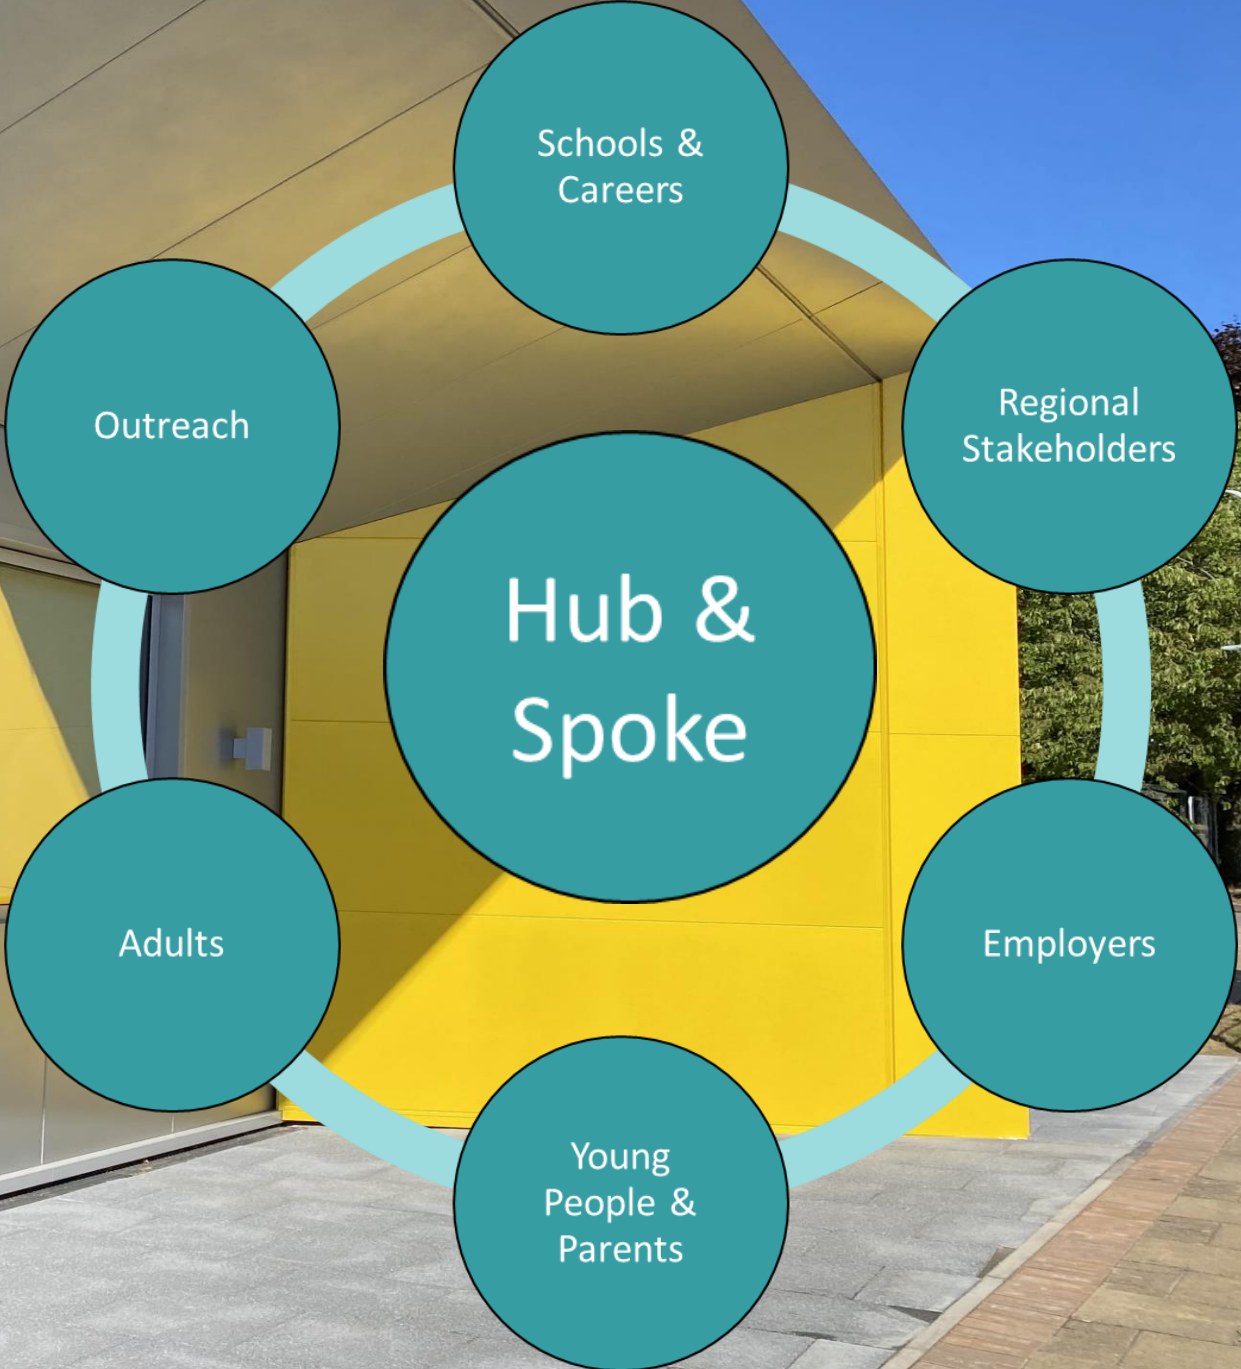 Schools &
Careers
Regional
Stakeholders
Employers
Young
People &
Parents
Adults
Outreach
Hub &
Spoke